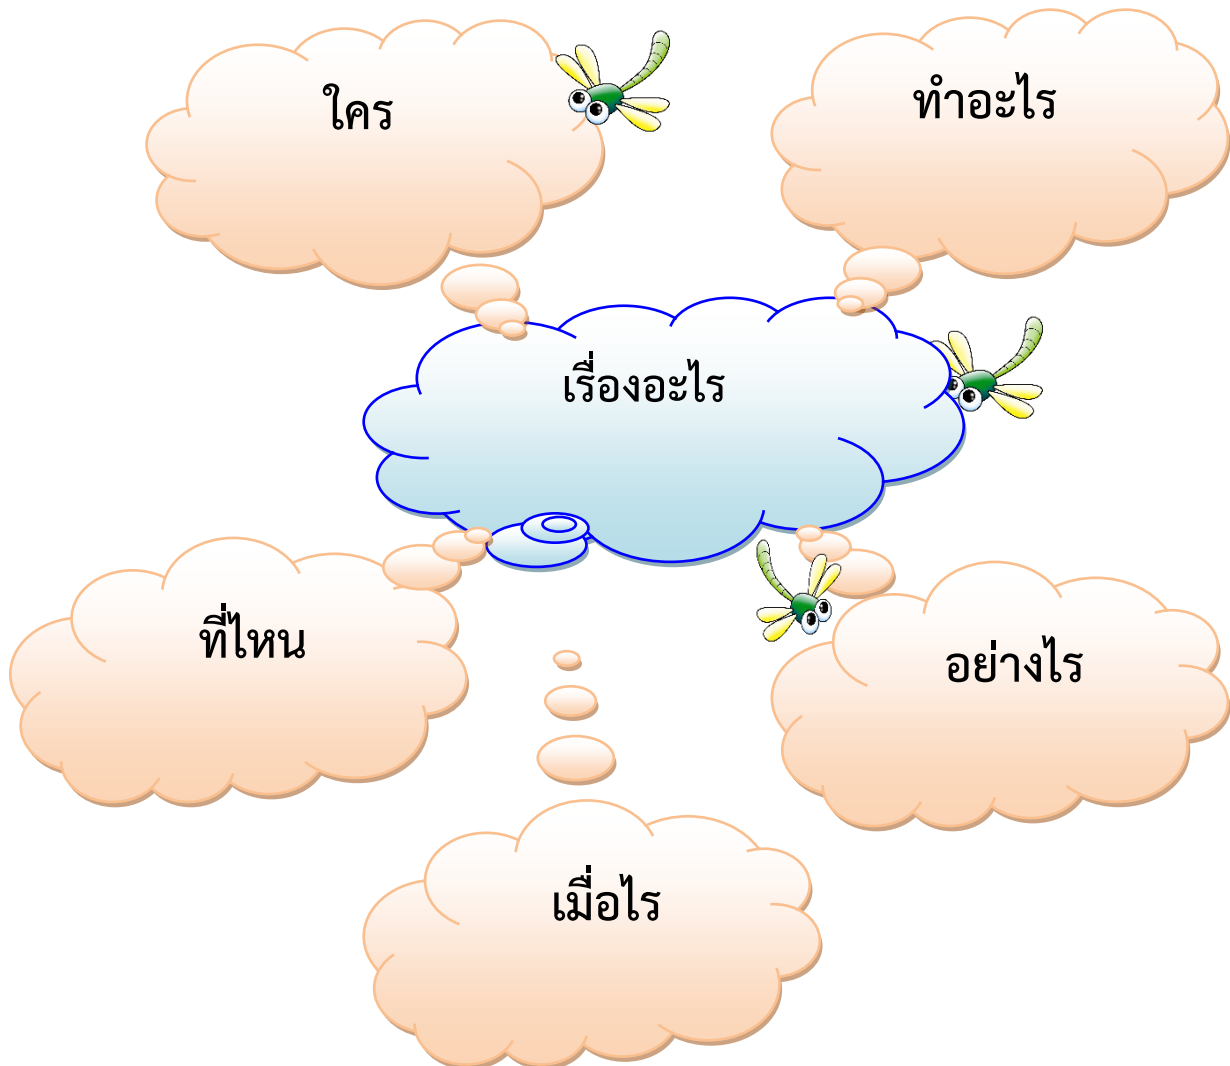 ใคร
ทำอะไร
เรื่องอะไร
ที่ไหน
อย่างไร
เมื่อไร